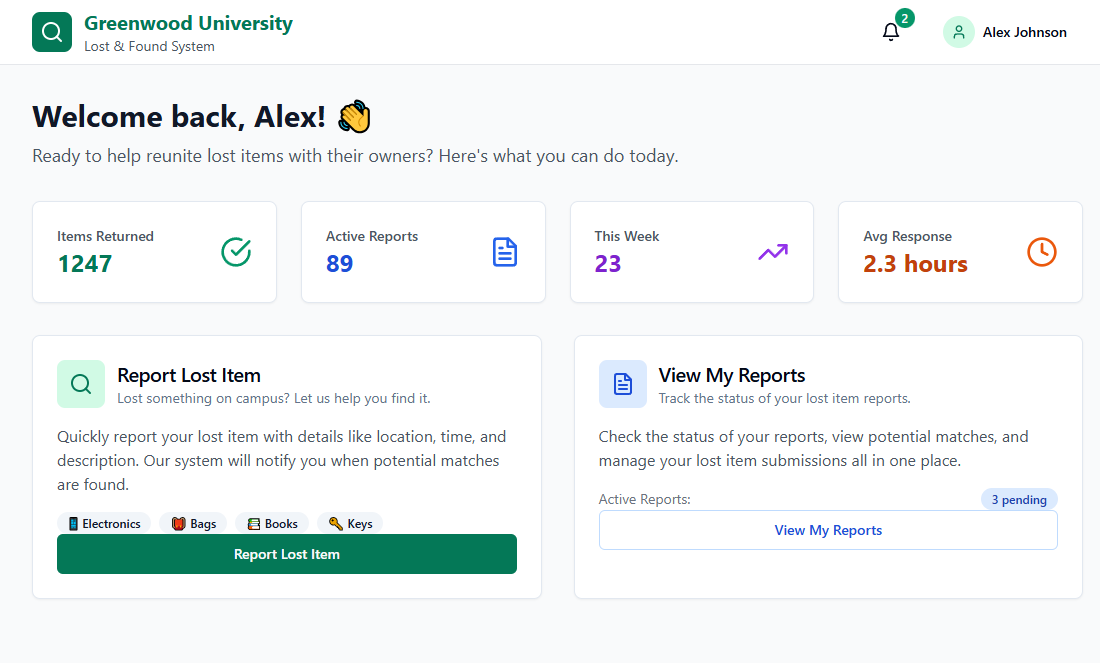 Greenwood University
Lost & Found System
2
Alex Johnson
Welcome back, Alex! 👋
Ready to help reunite lost items with their owners? Here's what you can do today.
Items Returned
1247
Active Reports
89
This Week
23
Avg Response
2.3 hours
Report Lost Item
Lost something on campus? Let us help you find it.
Quickly report your lost item with details like location, time, and
description. Our system will notify you when potential matches
are found.
📱 Electronics
🎒 Bags
📚 Books
🔑 Keys
Report Lost Item
View My Reports
Track the status of your lost item reports.
Check the status of your reports, view potential matches, and
manage your lost item submissions all in one place.
Active Reports:
3 pending
View My Reports